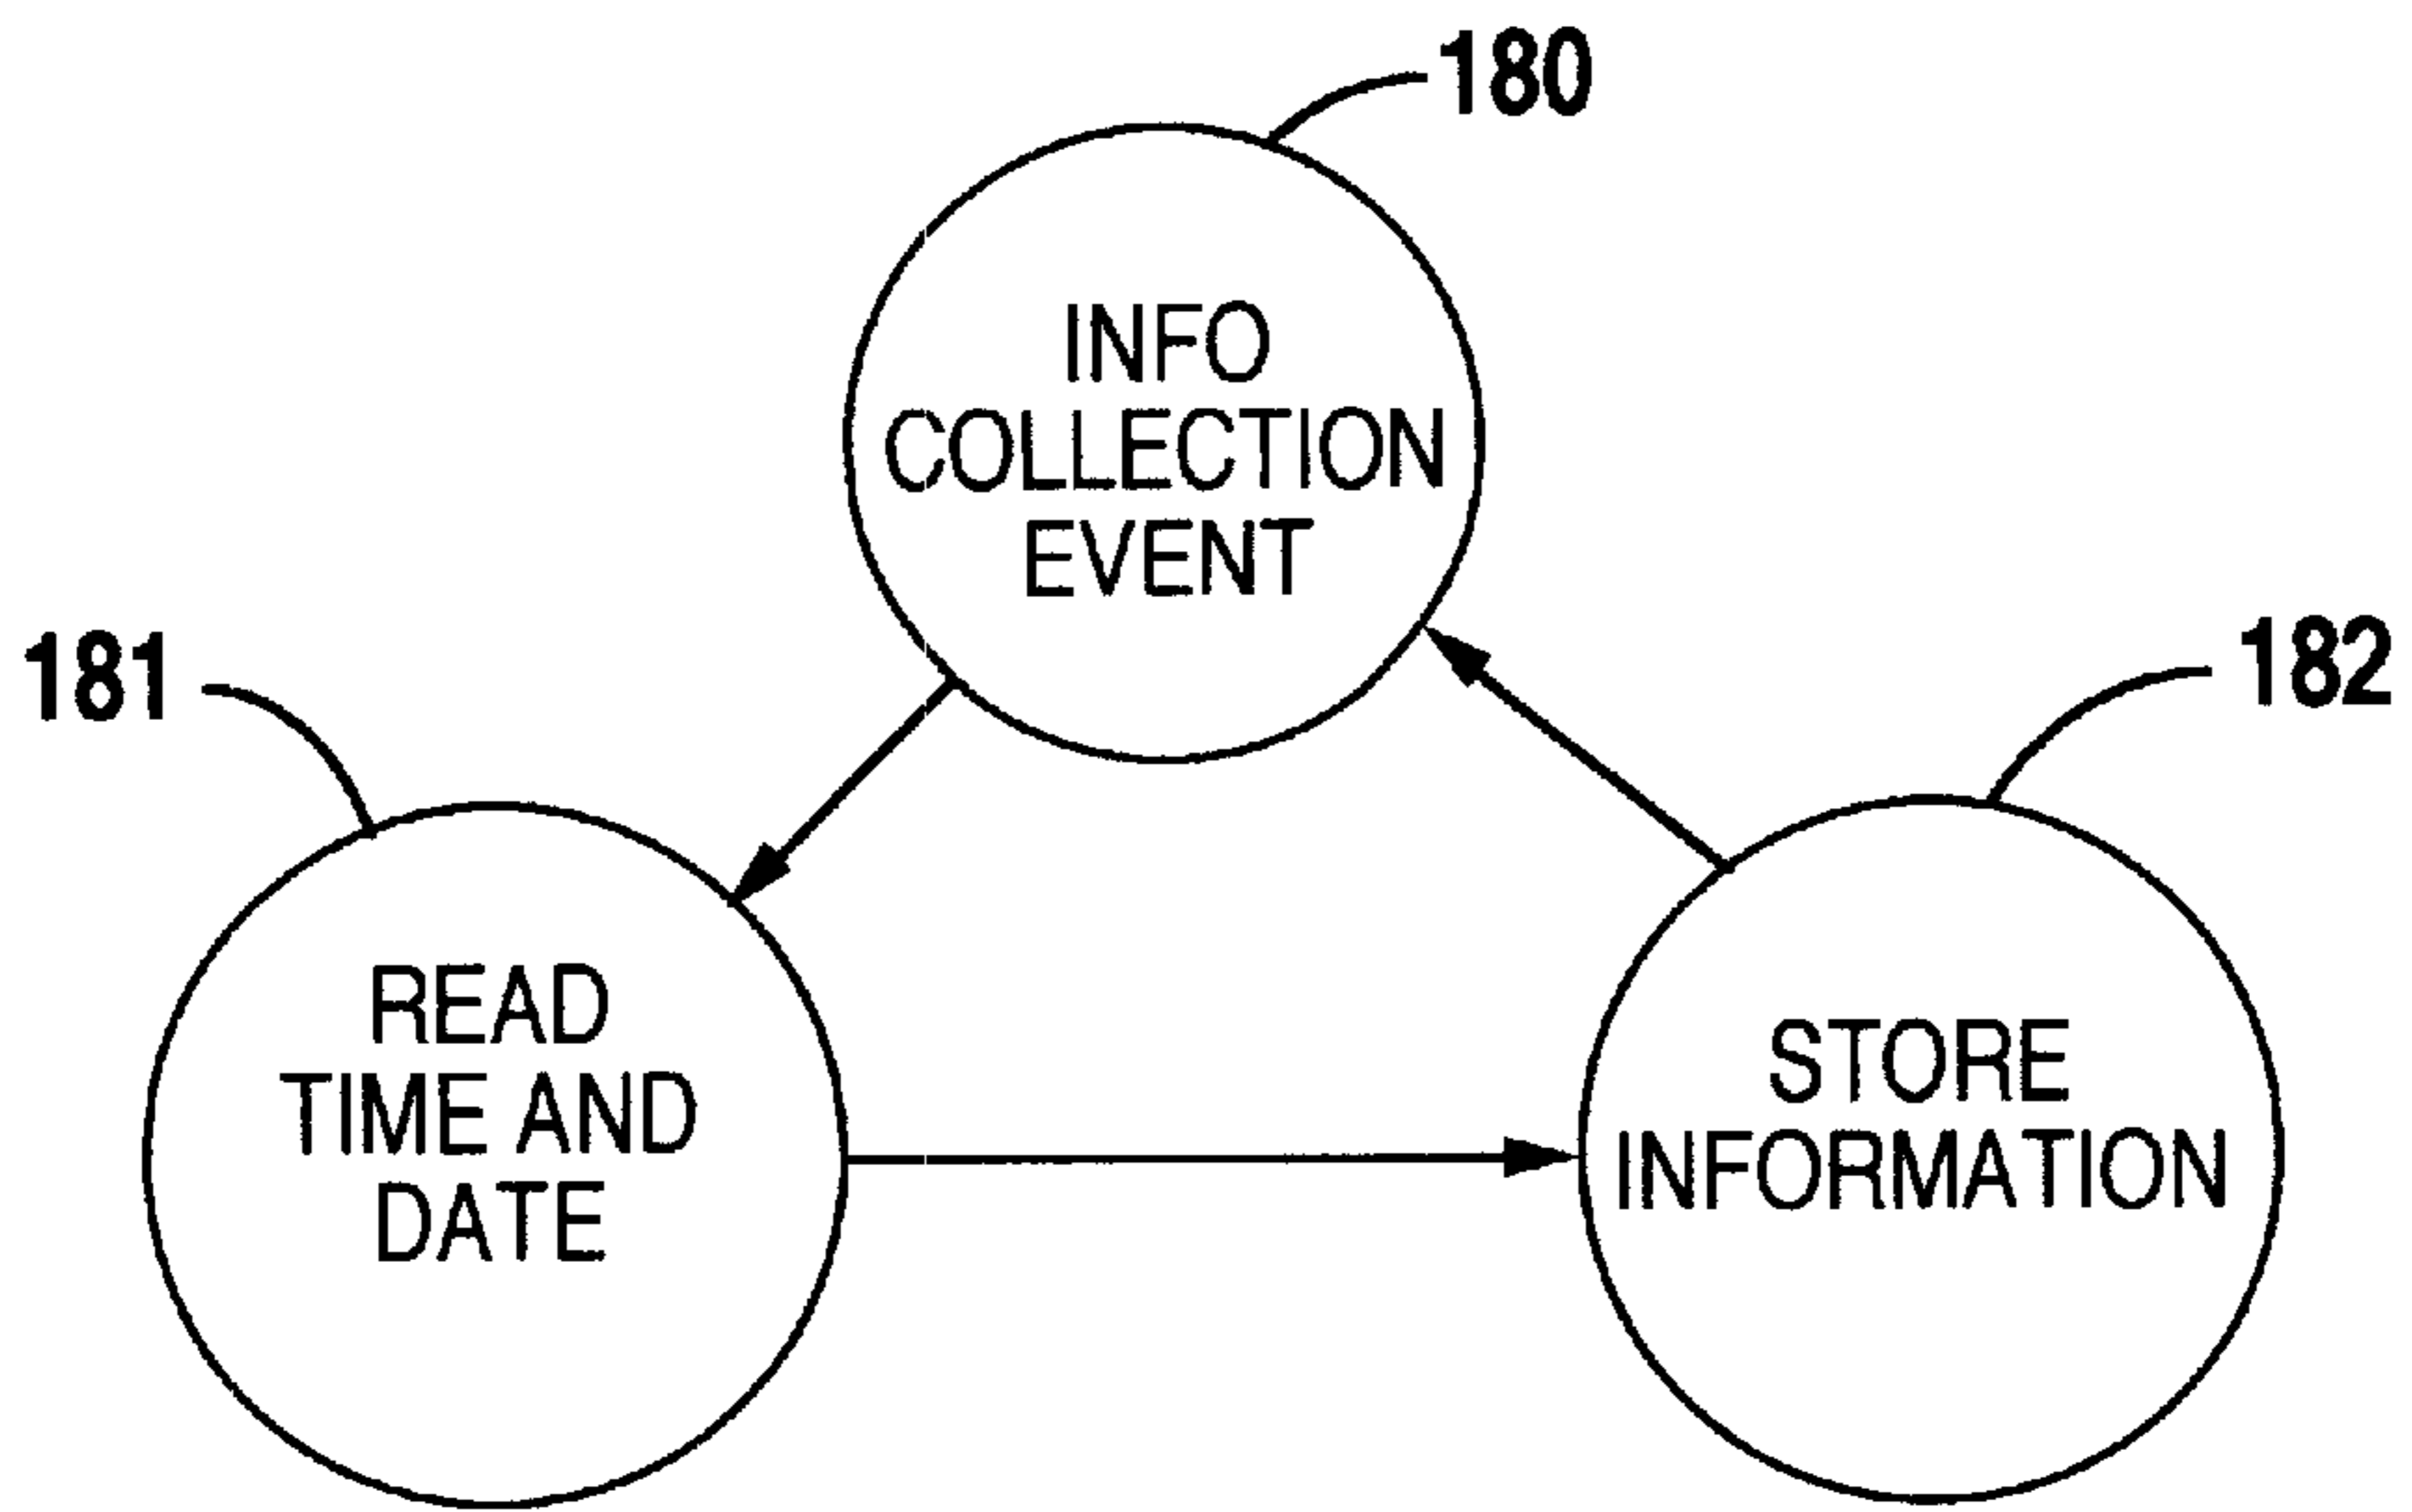 180
INFO
COLLECTION
EVENT
181
182
READ
TIME AND
DATE
STORE
INFORMATION